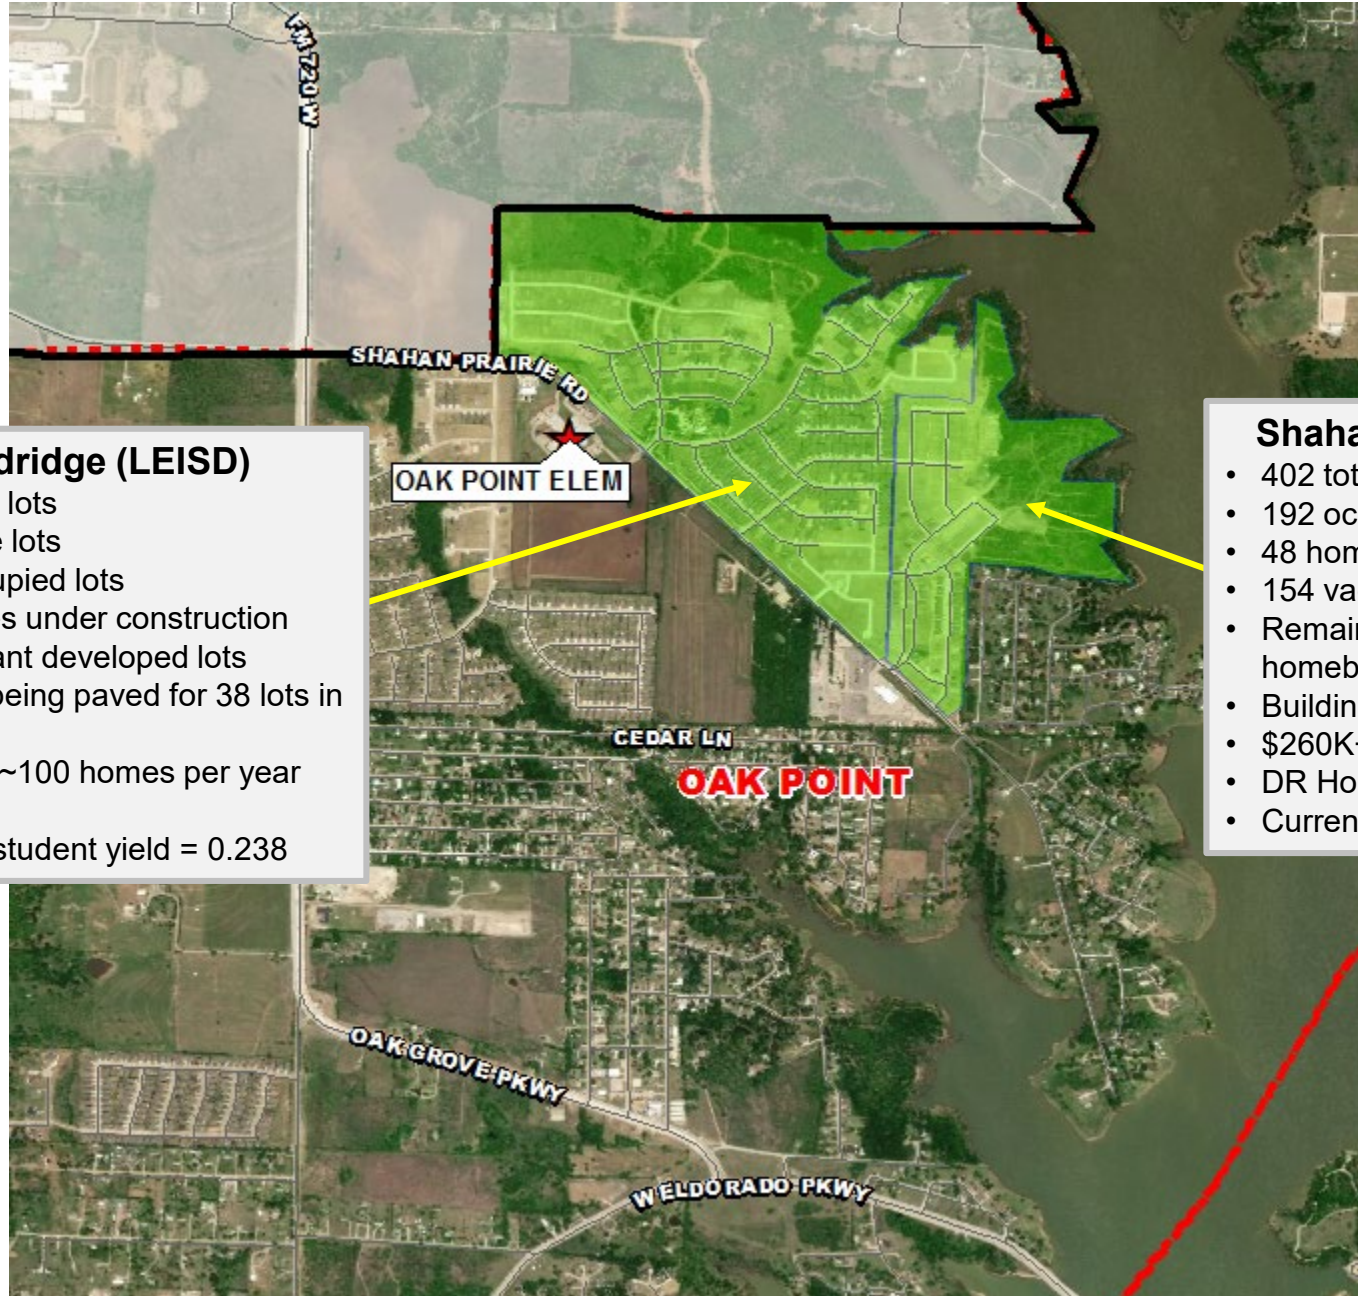 FM 720 W
SHAHAN PRAIRIE RD
OAK POINT ELEM
dridge (LEISD)
lots
e lots
upied lots
s under construction
ant developed lots
being paved for 38 lots in
~100 homes per year
student yield = 0.238
Shaha
• 402 tot
• 192 oc
• 48 hom
• 154 va
• Remain
homeb
• Buildin
• $260K-
• DR Ho
• Curren
CEDAR LN
OAK POINT
OAK GROVE PKWY
W ELDORADO PKWY